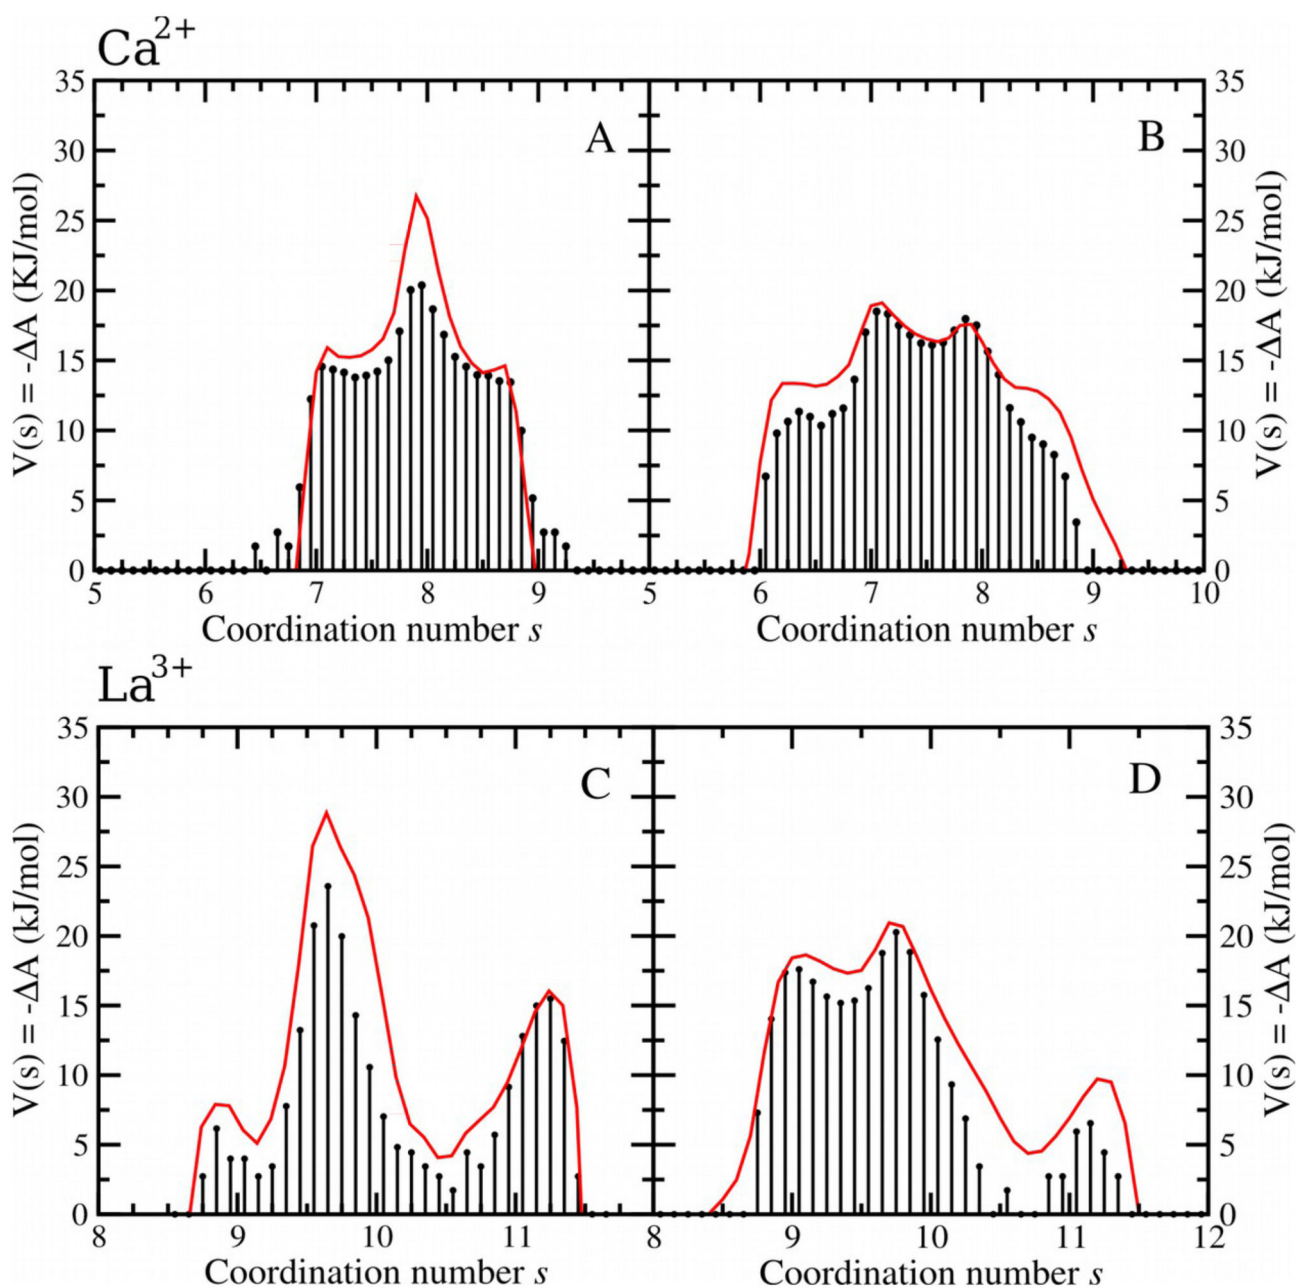 Ca2+
A
B
35
30
25
20
15
10
5
0
V(s) = -ΔA (KJ/mol)
35
30
25
20
15
10
5
0
V(s) = -ΔA (kJ/mol)
5 6 7 8 9 5 6 7 8 9 10
Coordination number s
Coordination number s
La3+
C
D
35
30
25
20
15
10
5
0
V(s) = -ΔA (kJ/mol)
35
30
25
20
15
10
5
0
V(s) = -ΔA (kJ/mol)
8 9 10 11 8 9 10 11 12
Coordination number s
Coordination number s